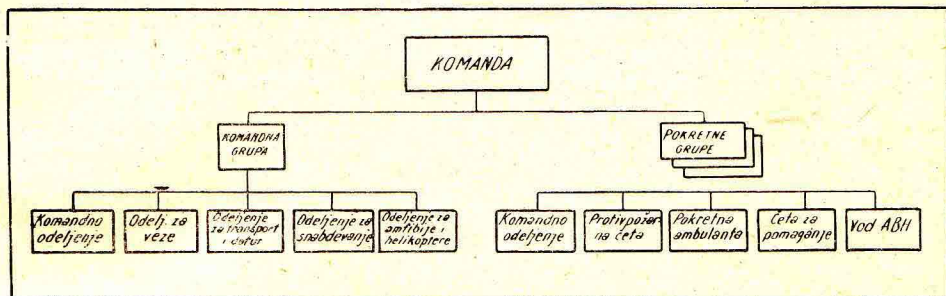 KOMANDA
KOMANDNA
GRUPA
POKRETNE
GRUPE
Komandno
odeljenje
Odelj. za
veze
Odeljenje
za transport
i dotur
Odeljenje za
snabdevanje
Odeljenje za
amfibije i
helikoptere
Komandno
odeljenje
Protivpožar
na četa
Pokretna
ambulanta
Četa za
pomaganje
Vod ABH